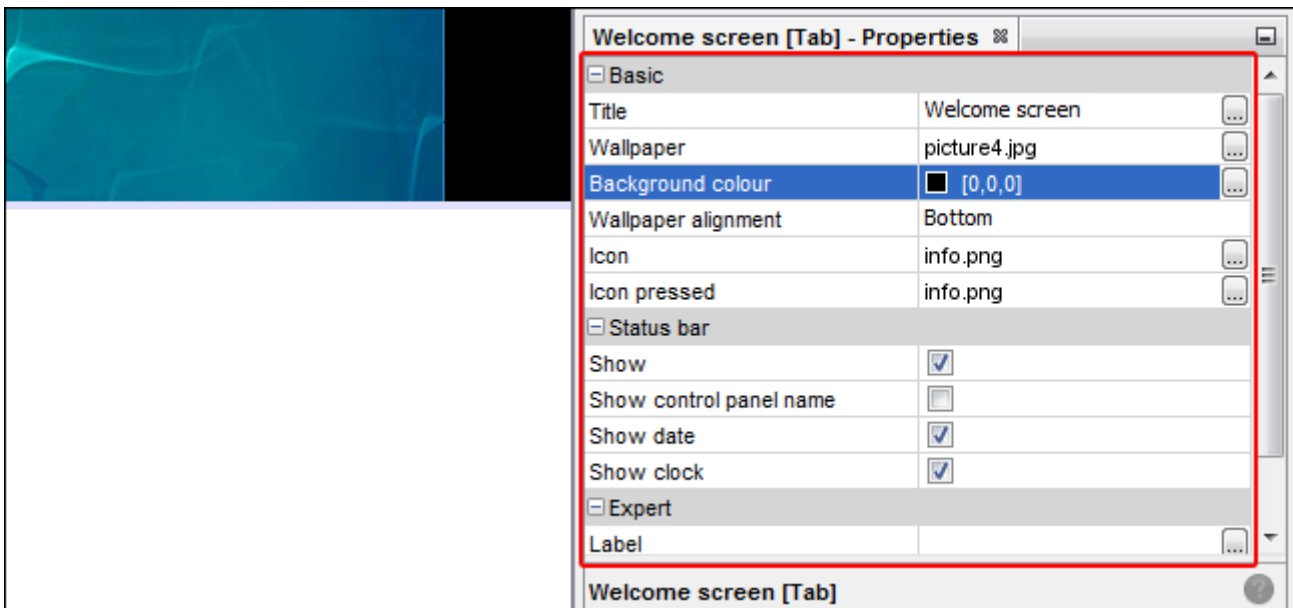 Welcome screen [Tab] - Properties
Basic
Title Welcome screen ...
Wallpaper picture4.jpg ...
Background colour [0,0,0] ...
Wallpaper alignment Bottom
Icon info.png ...
Icon pressed info.png ...
Status bar
Show
Show control panel name
Show date
Show clock
Expert
Label ...
Welcome screen [Tab] ?